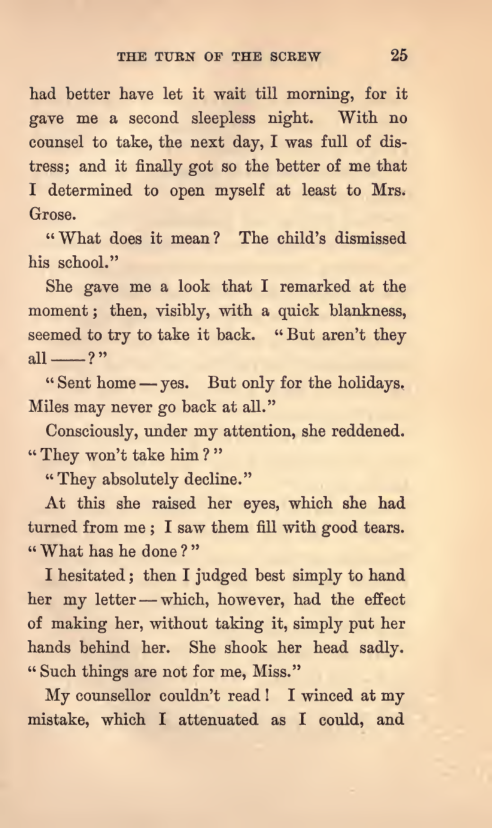 THE TURN OF THE SCREW 25
had better have let it wait till morning, for it
gave me a second sleepless night. With no
counsel to take, the next day, I was full of dis-
tress; and it finally got so the better of me that
I determined to open myself at least to Mrs.
Grose.
"What does it mean? The child's dismissed
his school."
She gave me a look that I remarked at the
moment; then, visibly, with a quick blankness,
seemed to try to take it back. "But aren't they
all ——?"
"Sent home — yes. But only for the holidays.
Miles may never go back at all."
Consciously, under my attention, she reddened.
"They won't take him?"
"They absolutely decline."
At this she raised her eyes, which she had
turned from me; I saw them fill with good tears.
"What has he done?"
I hesitated; then I judged best simply to hand
her my letter — which, however, had the effect
of making her, without taking it, simply put her
hands behind her. She shook her head sadly.
"Such things are not for me, Miss."
My counsellor couldn't read! I winced at my
mistake, which I attenuated as I could, and